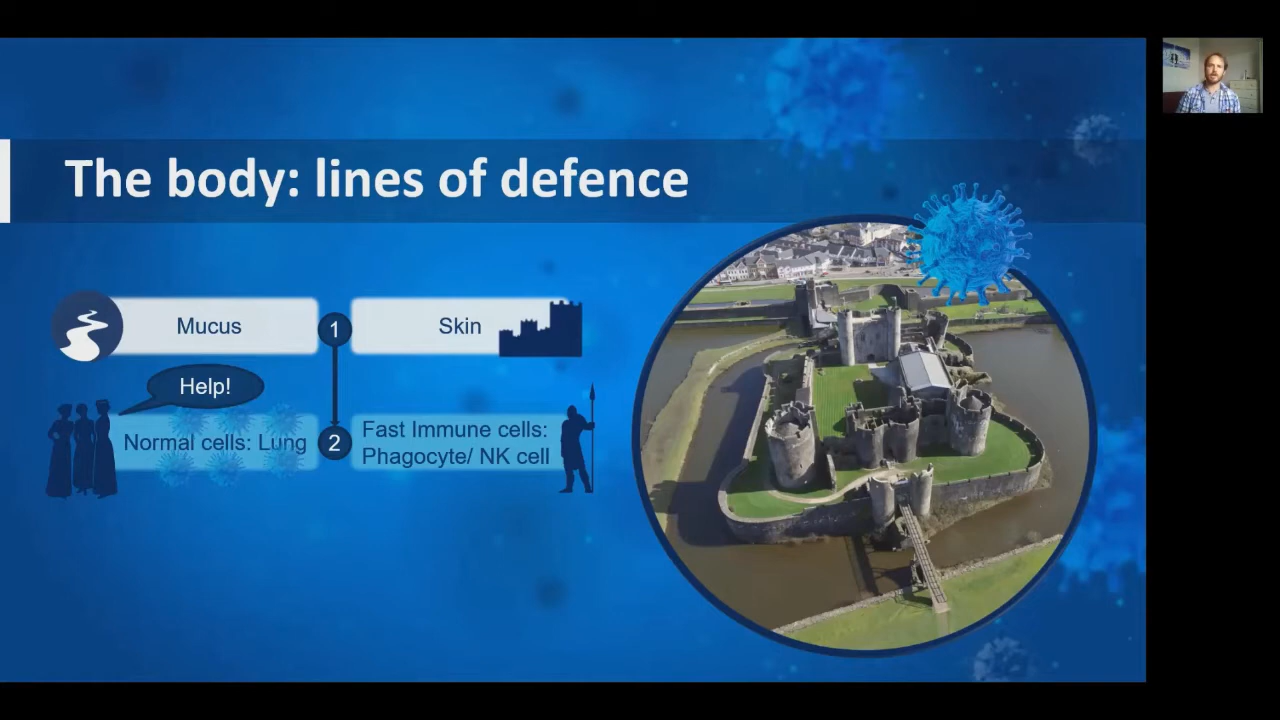 The body: lines of defence
Mucus
1
Skin
Help!
Normal cells: Lung
2
Fast Immune cells:
Phagocyte/ NK cell